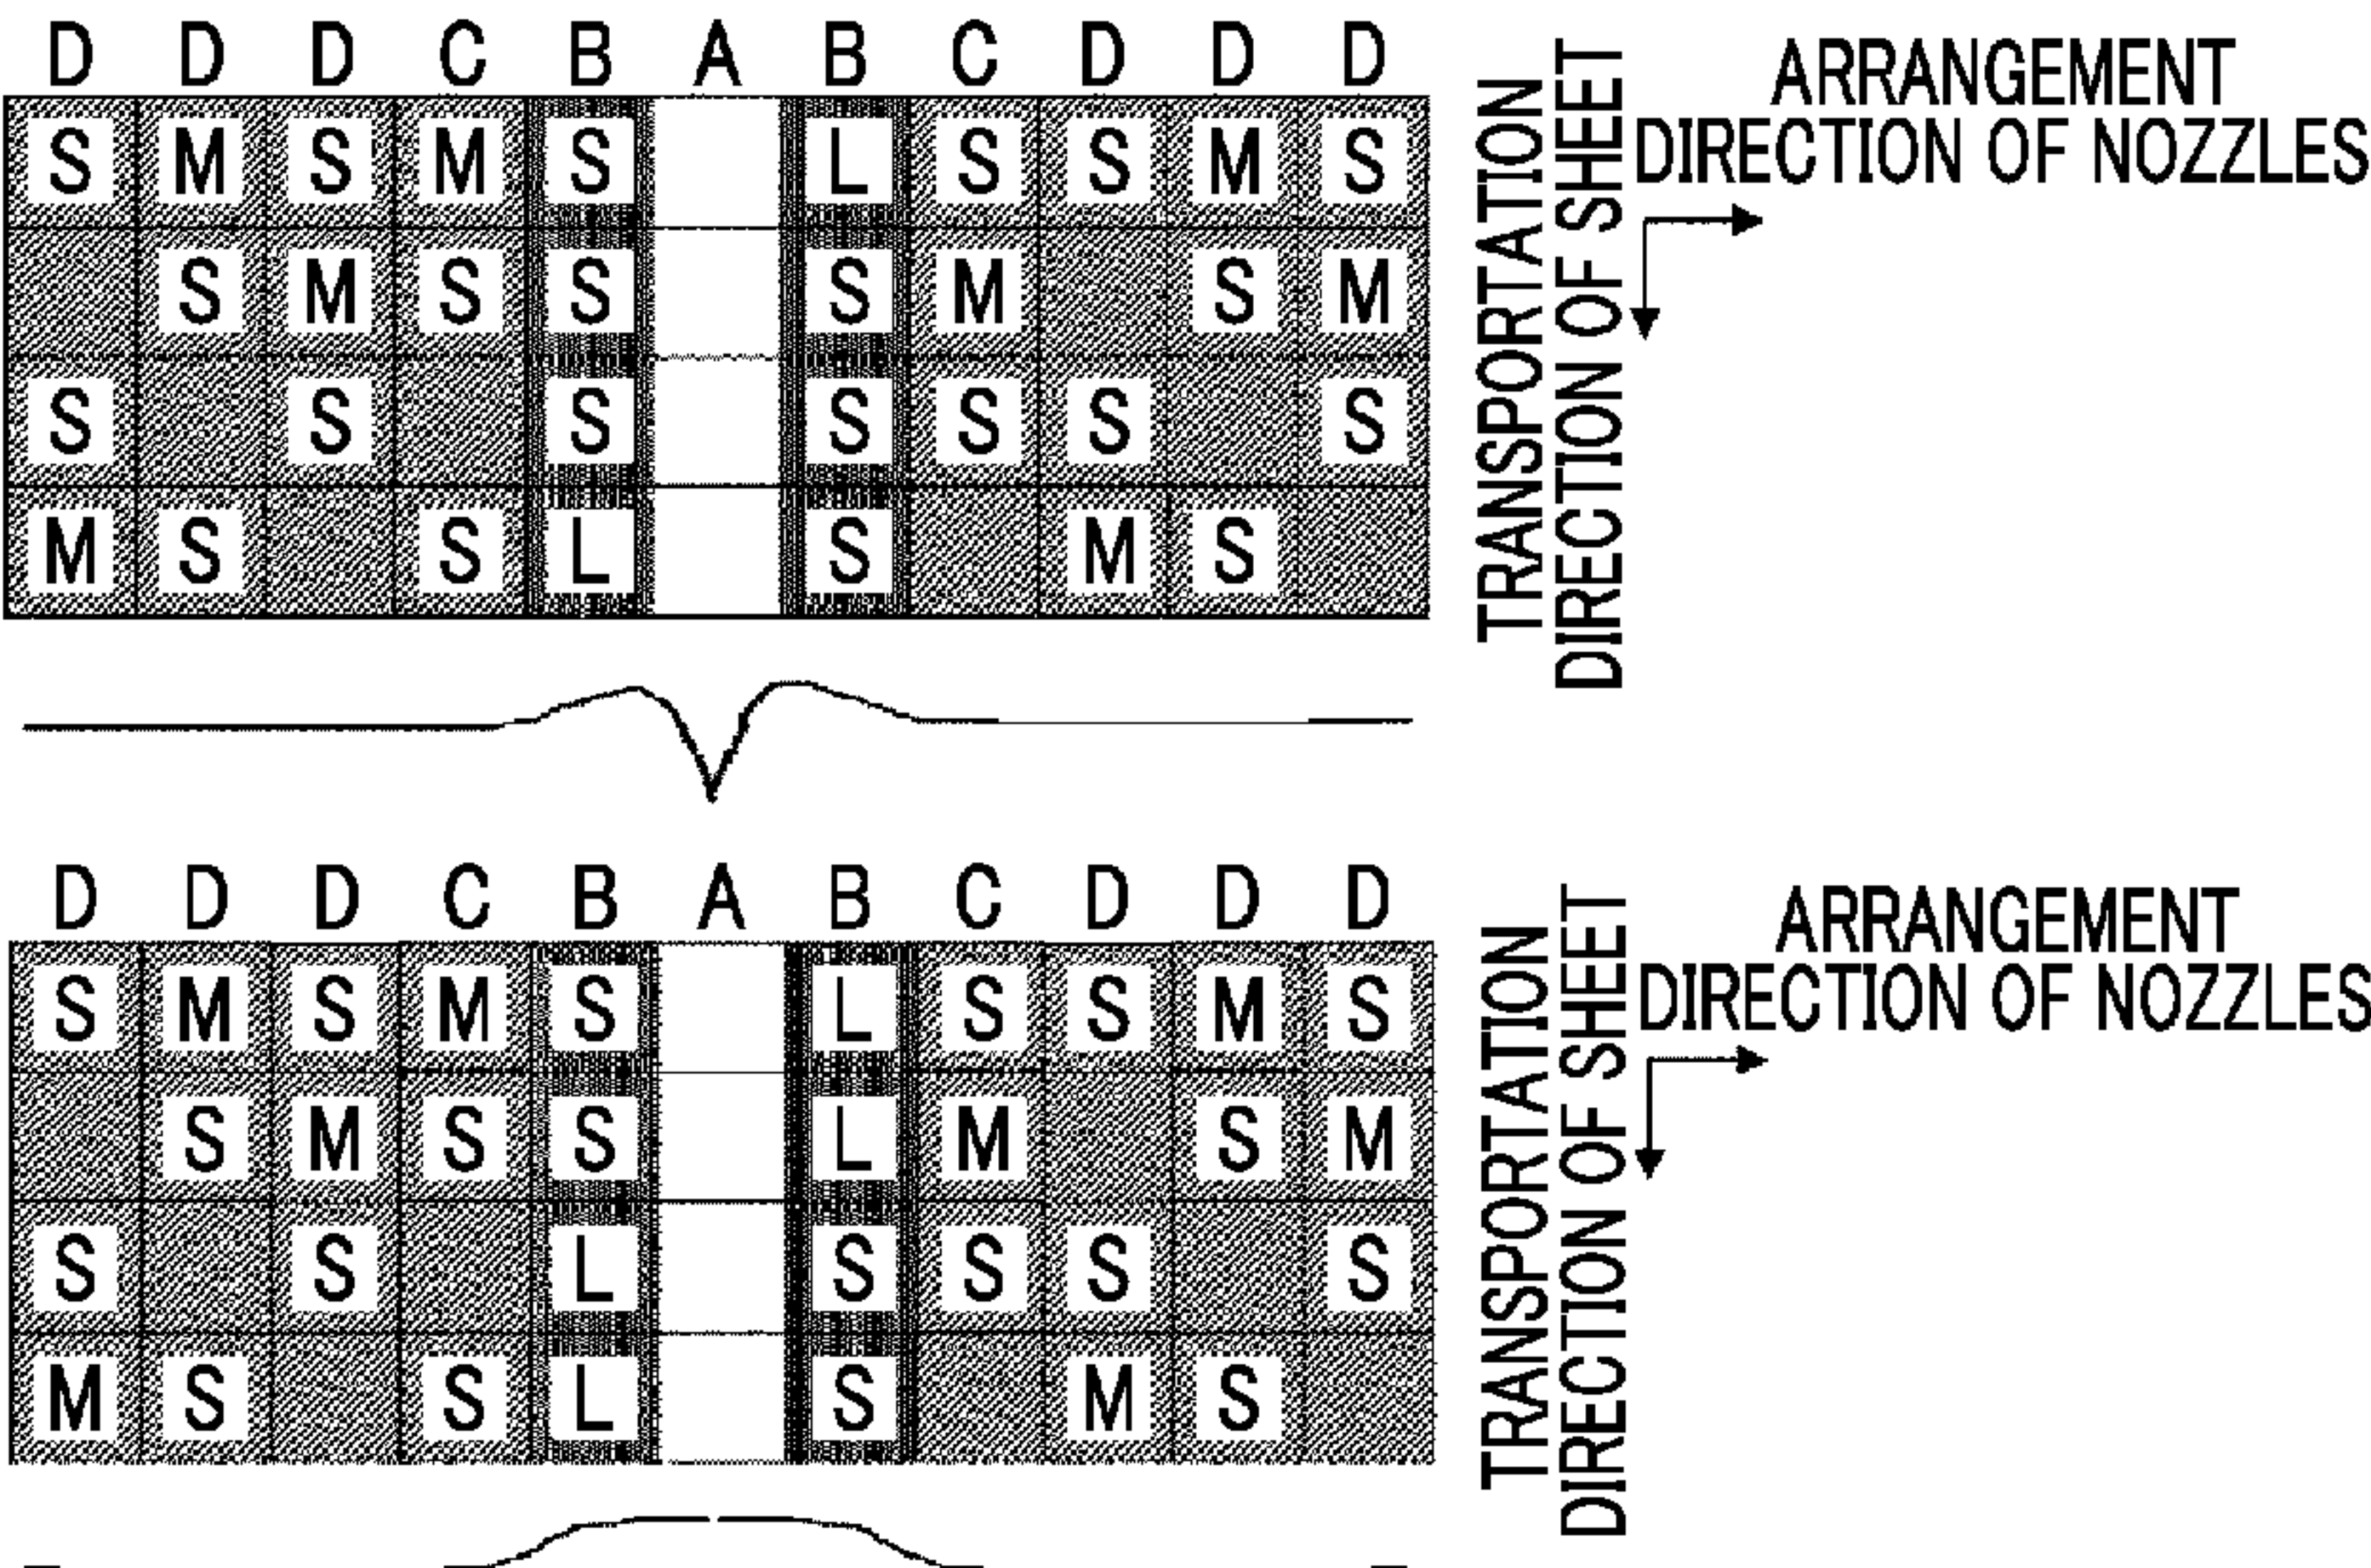 D D D C B A B C D D D
S M S M S L S S M S
S M S S S M S M
S S S S S S S
M S S L S M S
TRANSPORTATION
DIRECTION OF SHEET
ARRANGEMENT
DIRECTION OF NOZZLES
D D D C B A B C D D D
S M S M S L S S M S
S M S S L M S M
S S L S S S S
M S S L S M S
TRANSPORTATION
DIRECTION OF SHEET
ARRANGEMENT
DIRECTION OF NOZZLES